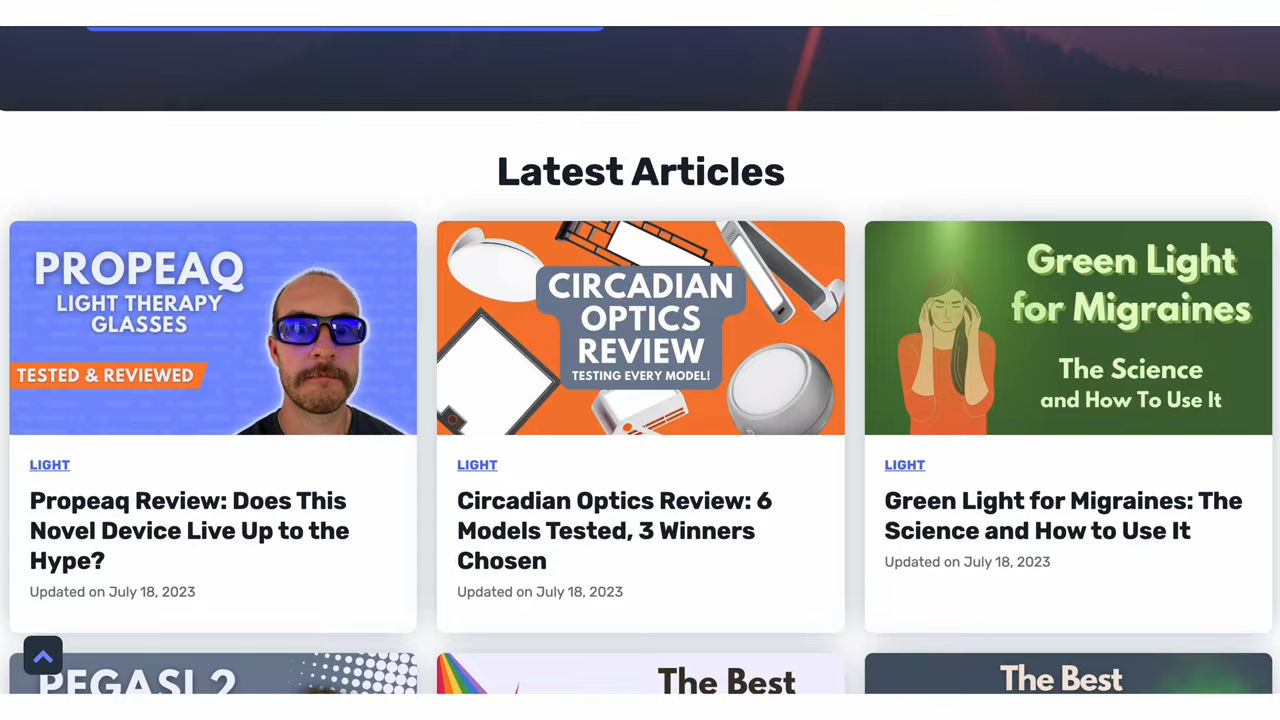 Latest Articles
PROPEAQ
LIGHT THERAPY
GLASSES
TESTED & REVIEWED
LIGHT
Propeaq Review: Does This
Novel Device Live Up to the
Hype?
Updated on July 18, 2023
CIRCADIAN
OPTICS
REVIEW
TESTING EVERY MODEL!
LIGHT
Circadian Optics Review: 6
Models Tested, 3 Winners
Chosen
Updated on July 18, 2023
Green Light
for Migraines
The Science
and How To Use It
LIGHT
Green Light for Migraines: The
Science and How to Use It
Updated on July 18, 2023
PEGASI 2
The Best
The Best